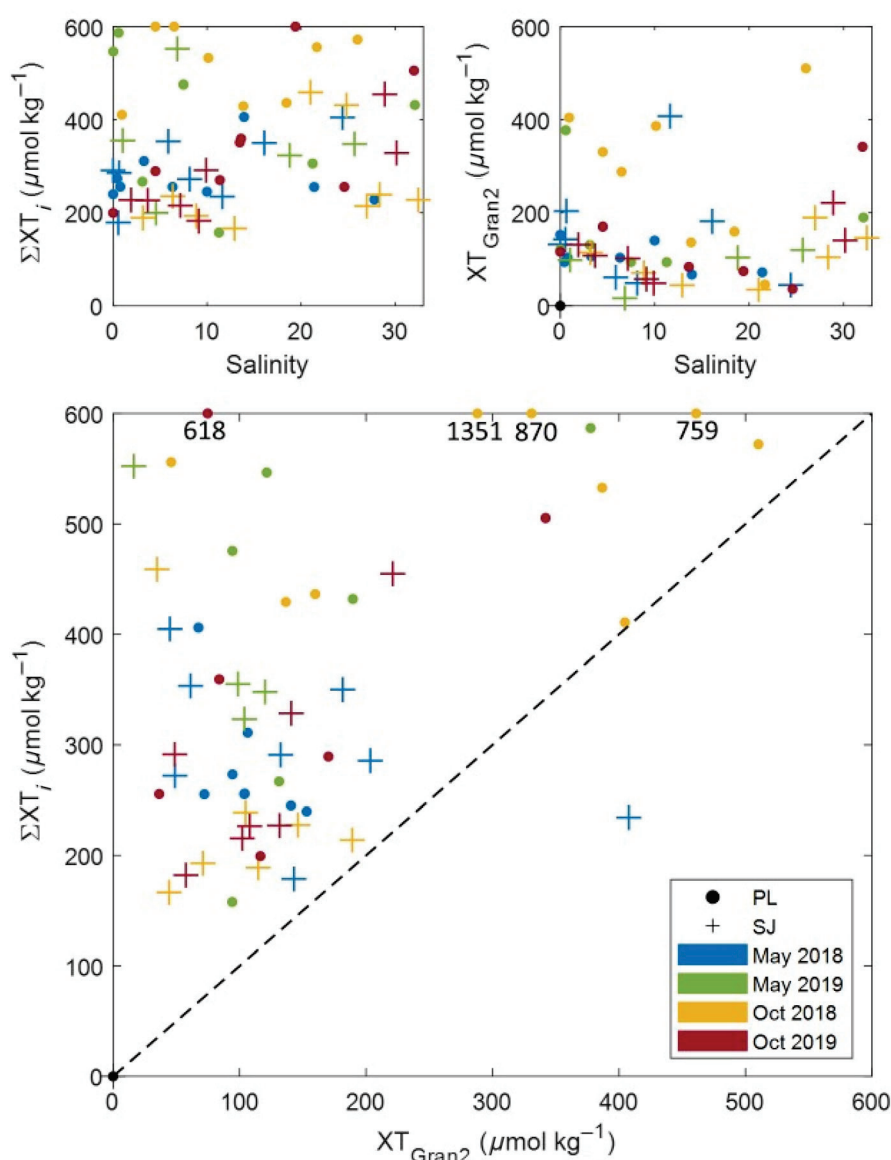 600
400
200
0
ΣXTᵢ (μmol kg⁻¹)
0 10 20 30
Salinity
600
400
200
0
XT_Gran2 (μmol kg⁻¹)
0 10 20 30
Salinity
600
500
400
300
200
100
0
ΣXTᵢ (μmol kg⁻¹)
618 1351 870 759
PL
SJ
May 2018
May 2019
Oct 2018
Oct 2019
0 100 200 300 400 500 600
XT_Gran2 (μmol kg⁻¹)